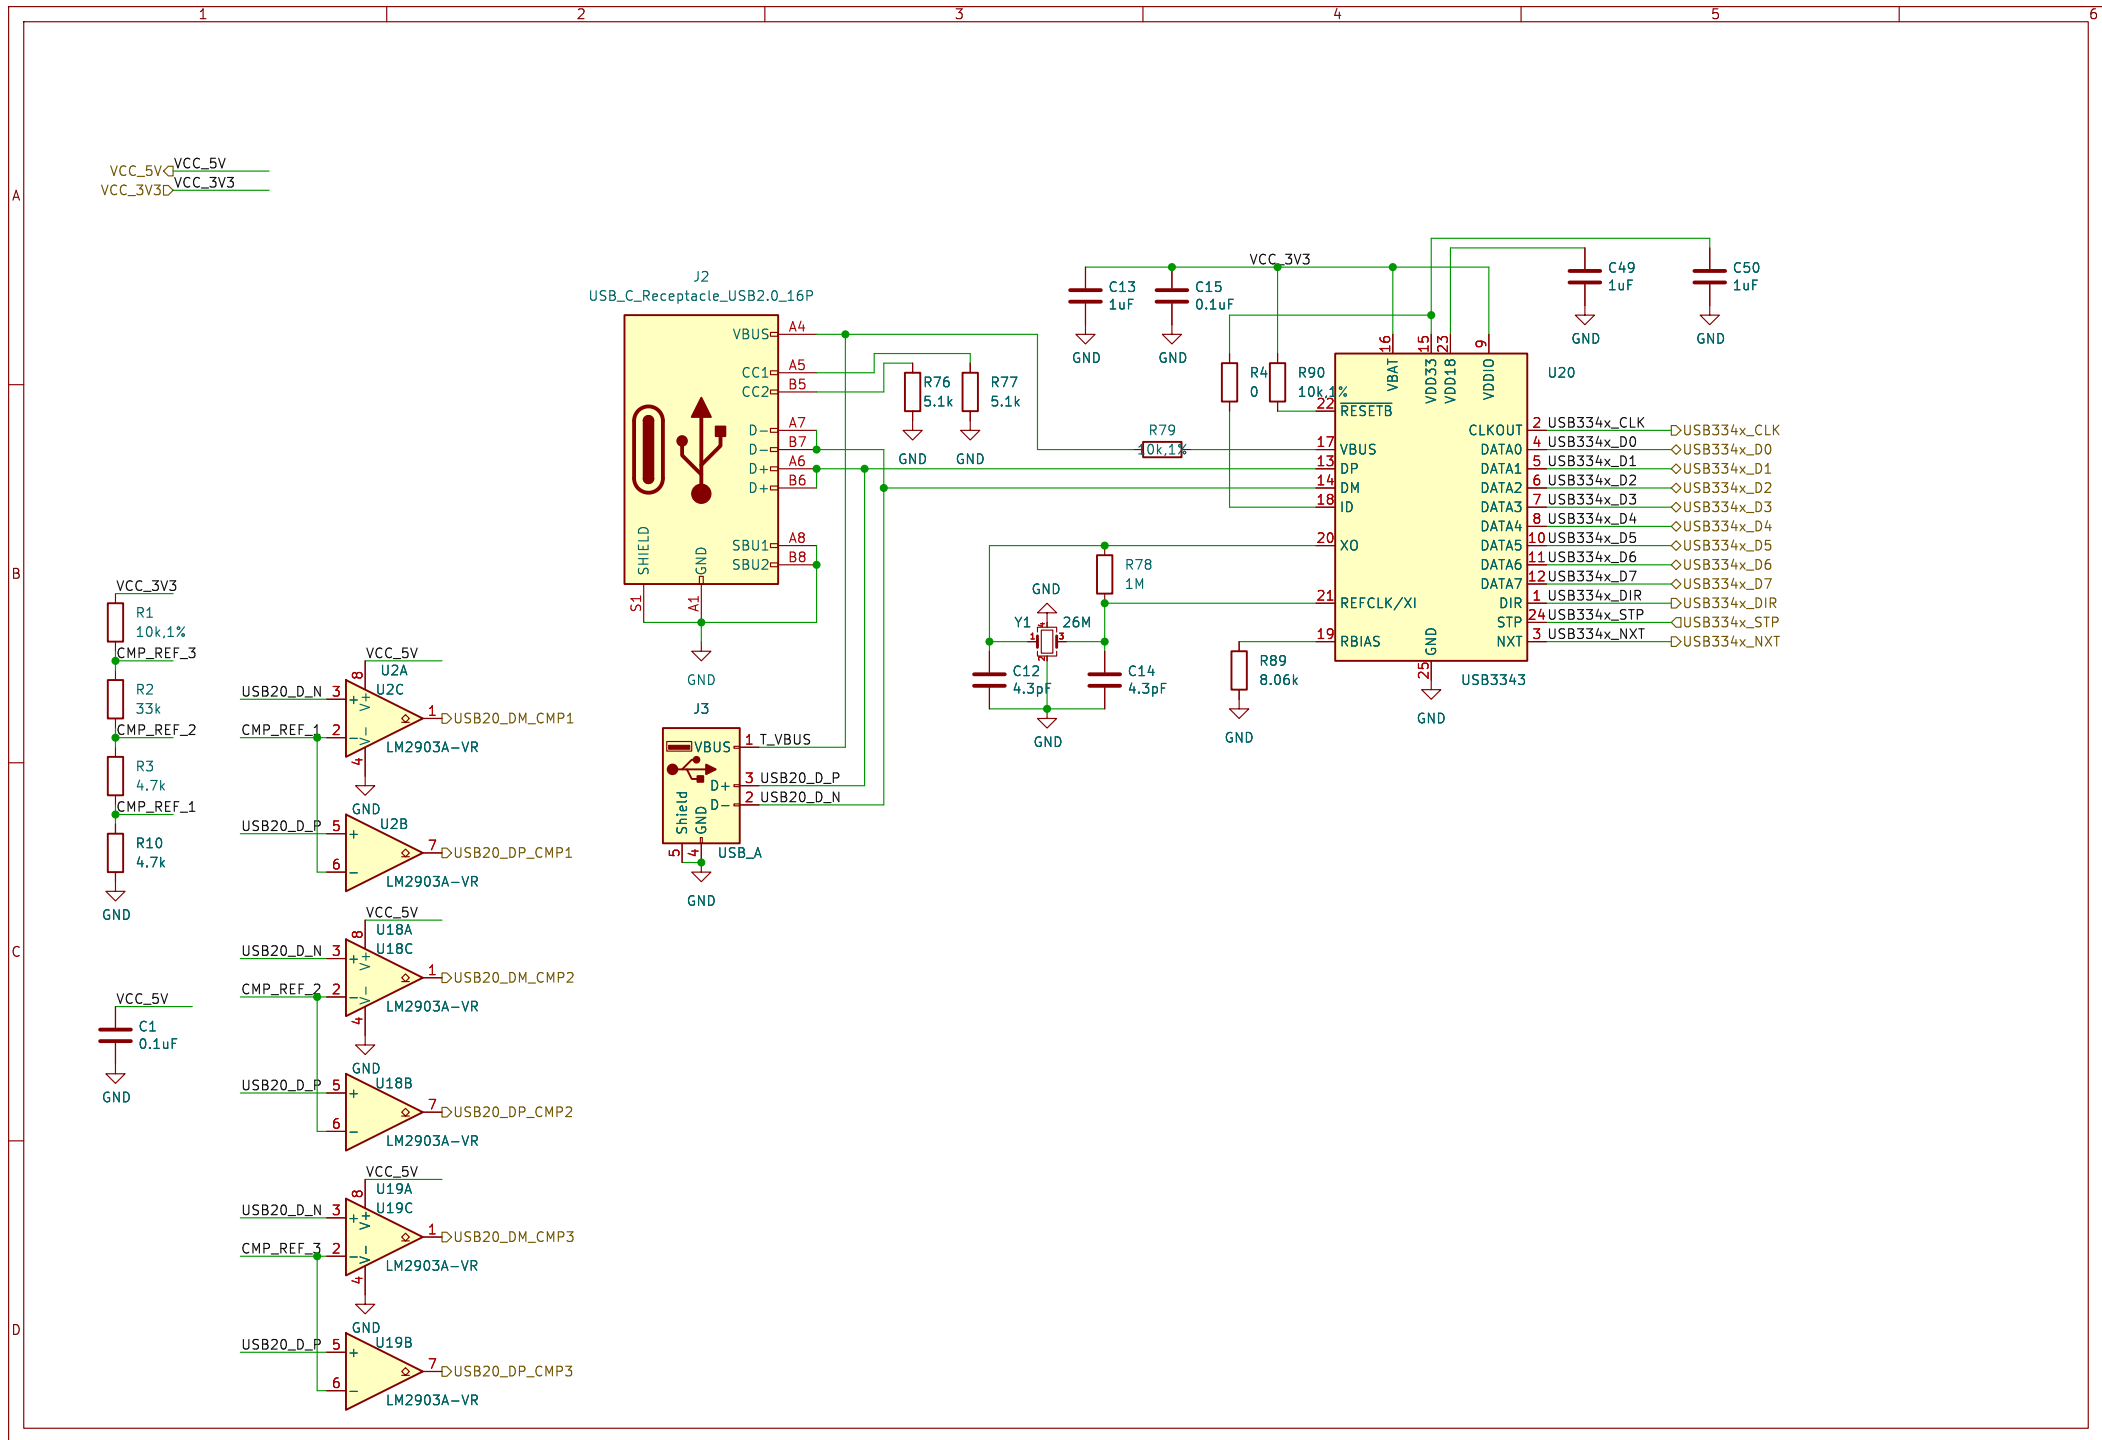 1 2 3 4 5 6
A
B
C
D
VCC_5V VCC_5V
VCC_3V3 VCC_3V3
VCC_3V3
R1
10k,1%
CMP_REF_3
R2
33k
CMP_REF_2
R3
4.7k
CMP_REF_1
R10
4.7k
GND
VCC_5V
C1
0.1uF
GND
VCC_5V
U2A
U2C
USB20_D_N 3 + 8 V+
CMP_REF_1 2 - V- 4
1 USB20_DM_CMP1
LM2903A-VR
GND
U2B
USB20_D_P 5 +
6 -
7 USB20_DP_CMP1
LM2903A-VR
VCC_5V
U18A
U18C
USB20_D_N 3 + 8 V+
CMP_REF_2 2 - V- 4
1 USB20_DM_CMP2
LM2903A-VR
GND
U18B
USB20_D_P 5 +
6 -
7 USB20_DP_CMP2
LM2903A-VR
VCC_5V
U19A
U19C
USB20_D_N 3 + 8 V+
CMP_REF_3 2 - V- 4
1 USB20_DM_CMP3
LM2903A-VR
GND
U19B
USB20_D_P 5 +
6 -
7 USB20_DP_CMP3
LM2903A-VR
J2
USB_C_Receptacle_USB2.0_16P
VBUS A4
CC1 A5
CC2 B5
D- A7
D- B7
D+ A6
D+ B6
SBU1 A8
SBU2 B8
SHIELD S1
GND A1
GND
R76
5.1k
GND
R77
5.1k
GND
J3
VBUS 1 T_VBUS
D+ 3 USB20_D_P
D- 2 USB20_D_N
Shield 5
GND 4
USB_A
GND
VCC_3V3
C13
1uF
GND
C15
0.1uF
GND
R4
0
R90
10k,1%
R79
10k,1%
C49
1uF
GND
C50
1uF
GND
R78
1M
GND
Y1 26M
1 2 3 4
C12
4.3pF
C14
4.3pF
GND
R89
8.06k
GND
U20
USB3343
16 VBAT
15 VDD33
23 VDD18
9 VDDIO
22 RESETB
17 VBUS
13 DP
14 DM
18 ID
20 XO
21 REFCLK/XI
19 RBIAS
GND 25
GND
CLKOUT 2 USB334x_CLK USB334x_CLK
DATA0 4 USB334x_D0 USB334x_D0
DATA1 5 USB334x_D1 USB334x_D1
DATA2 6 USB334x_D2 USB334x_D2
DATA3 7 USB334x_D3 USB334x_D3
DATA4 8 USB334x_D4 USB334x_D4
DATA5 10 USB334x_D5 USB334x_D5
DATA6 11 USB334x_D6 USB334x_D6
DATA7 12 USB334x_D7 USB334x_D7
DIR 1 USB334x_DIR USB334x_DIR
STP 24 USB334x_STP USB334x_STP
NXT 3 USB334x_NXT USB334x_NXT